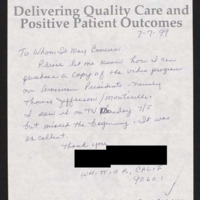 Delivering Quality Care and
Positive Patient Outcomes
7-7-99
To Whom It May Concern
Please let me know how I can
purchase a copy of the video program
on American Presidents - namely
Thomas Jefferson / Monticello.
I saw it on TV Monday 7/5
but missed the beginning. It was
excellent.
Thank you
WHITTIER, CALIF
90601